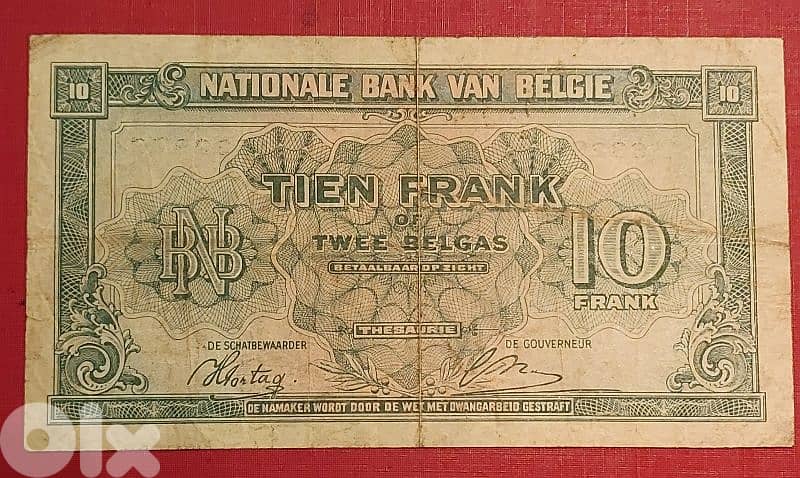 10 NATIONALE BANK VAN BELGIE 10
TIEN FRANK
OF
TWEE BELGAS
BETAALBAAR OP ZICHT
BNB
10
FRANK
THESAURIE
DE SCHATBEWAARDER
DE GOUVERNEUR
DE NAMAKER WORDT DOOR DE WET MET DWANGARBEID GESTRAFT
olx